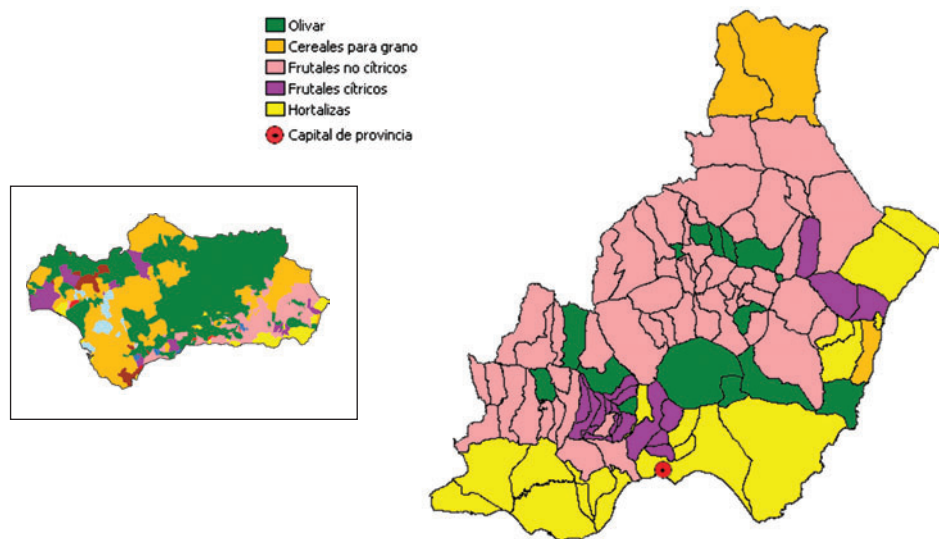 Olivar
Cereales para grano
Frutales no cítricos
Frutales cítricos
Hortalizas
Capital de provincia